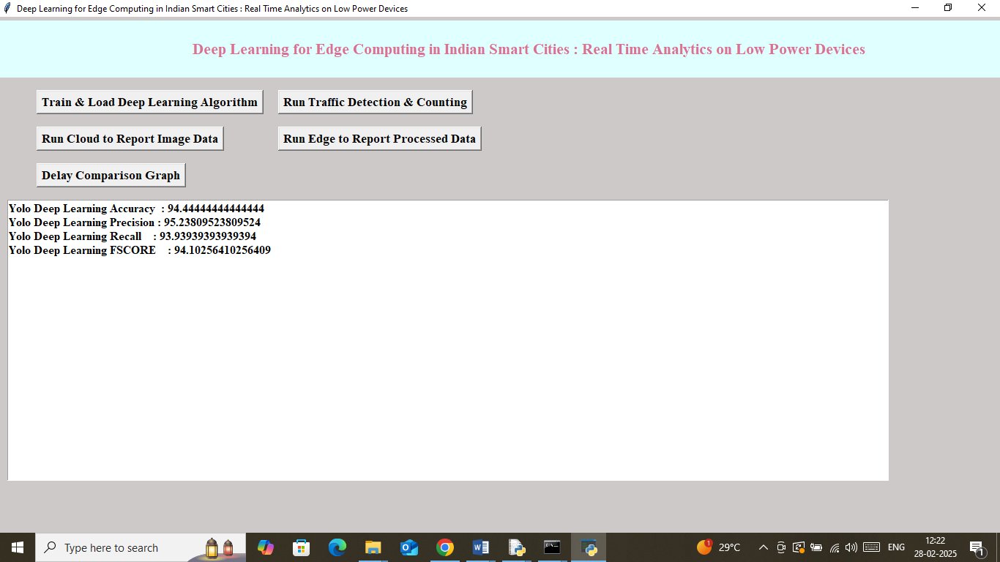 Deep Learning for Edge Computing in Indian Smart Cities : Real Time Analytics on Low Power Devices
Deep Learning for Edge Computing in Indian Smart Cities : Real Time Analytics on Low Power Devices
Train & Load Deep Learning Algorithm
Run Traffic Detection & Counting
Run Cloud to Report Image Data
Run Edge to Report Processed Data
Delay Comparison Graph
Yolo Deep Learning Accuracy : 94.44444444444444
Yolo Deep Learning Precision : 95.23809523809524
Yolo Deep Learning Recall : 93.93939393939394
Yolo Deep Learning FSCORE : 94.10256410256409
Type here to search
1
29°C
ENG
12:22
28-02-2025
1